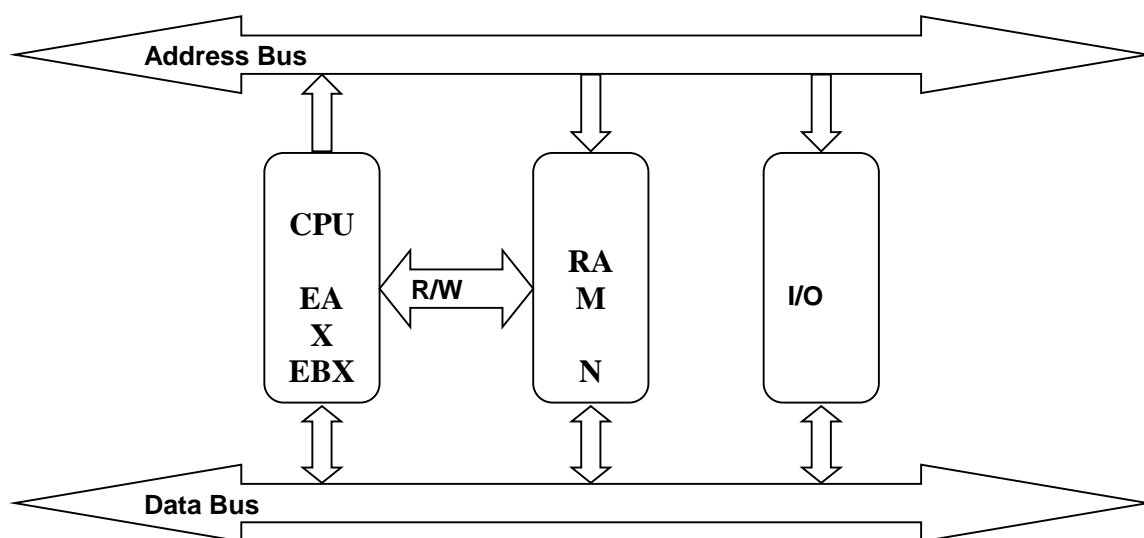 Address Bus
CPU
EA
X
EBX
R/W
RA
M
N
I/O
Data Bus